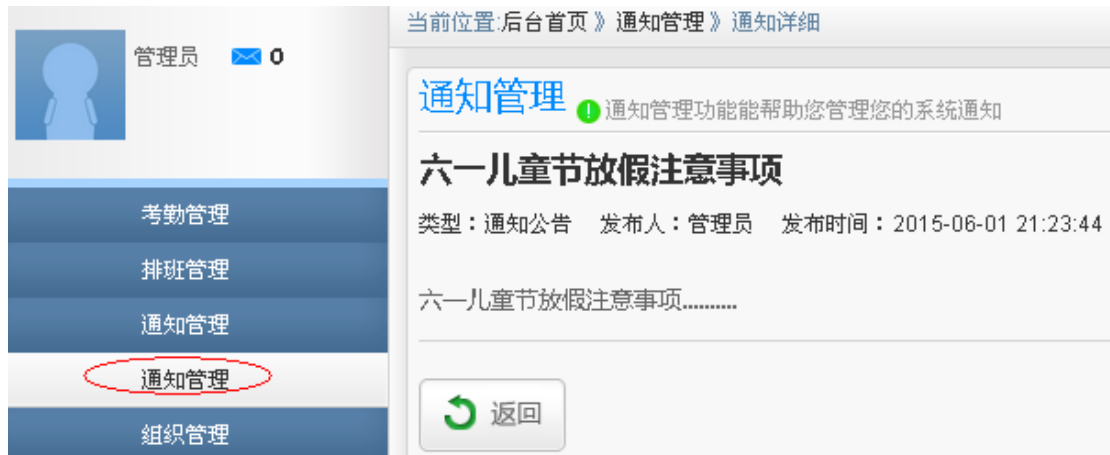 管理员 0
考勤管理
排班管理
通知管理
通知管理
组织管理
当前位置:后台首页》通知管理》通知详细
通知管理 ! 通知管理功能能帮助您管理您的系统通知
六一儿童节放假注意事项
类型：通知公告 发布人：管理员 发布时间：2015-06-01 21:23:44
六一儿童节放假注意事项..........
返回